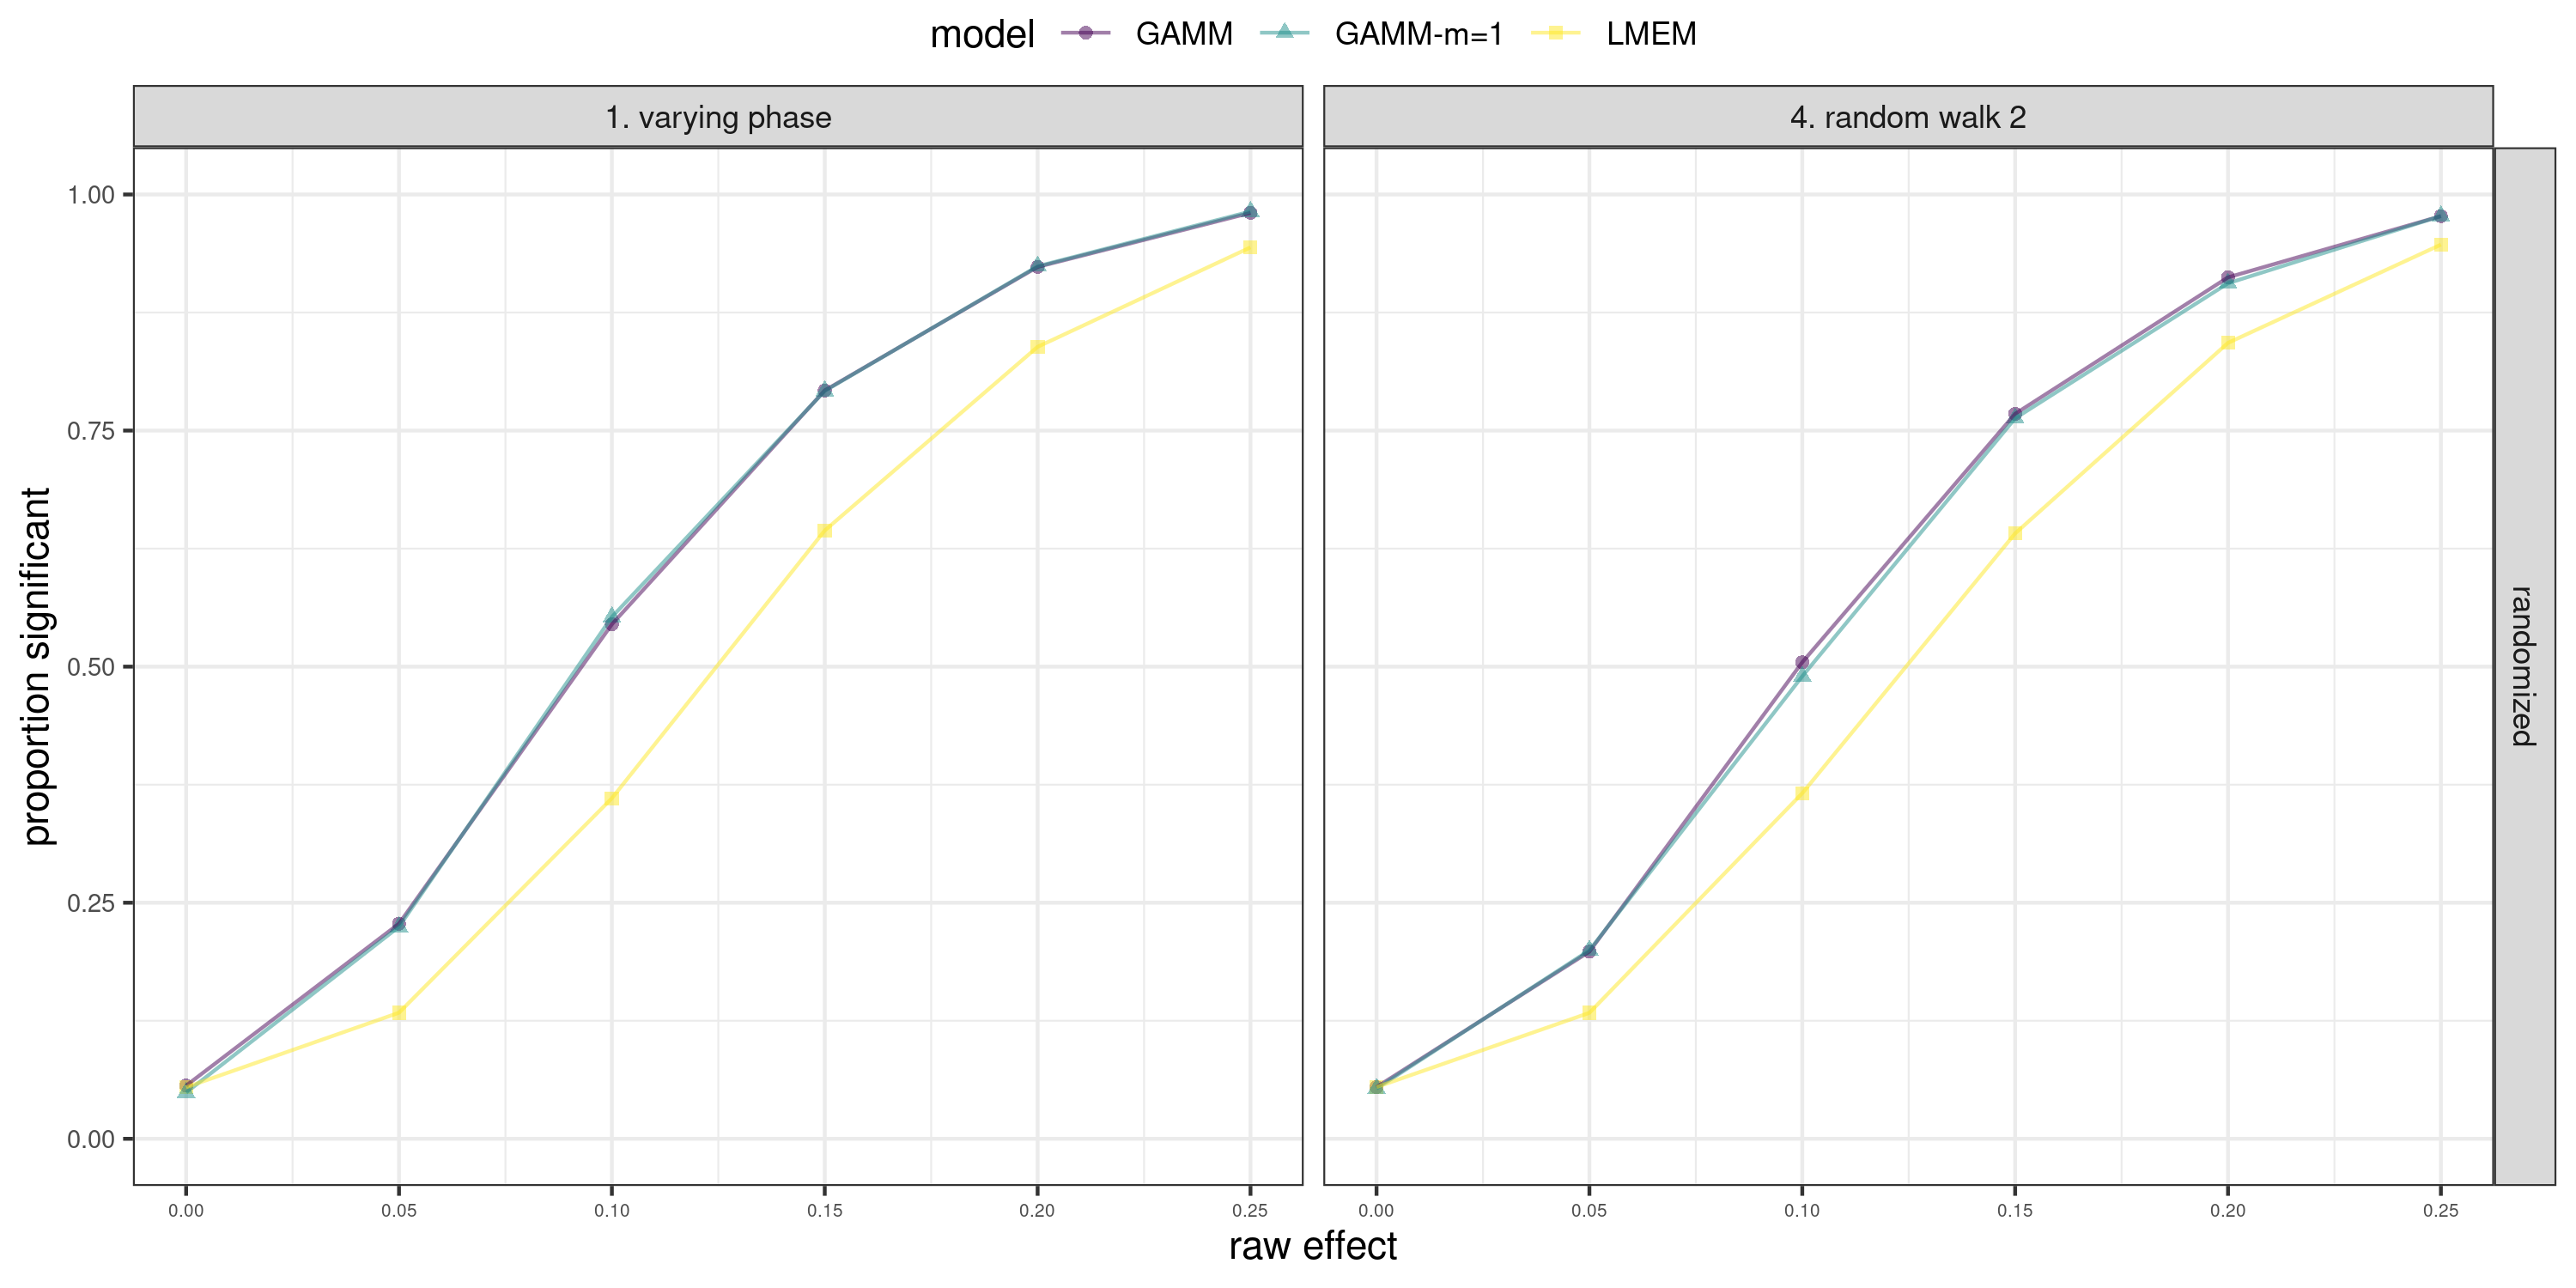 model GAMM GAMM-m=1 LMEM
1. varying phase
4. random walk 2
randomized
proportion significant
1.00
0.75
0.50
0.25
0.00
0.00 0.05 0.10 0.15 0.20 0.25
0.00 0.05 0.10 0.15 0.20 0.25
raw effect